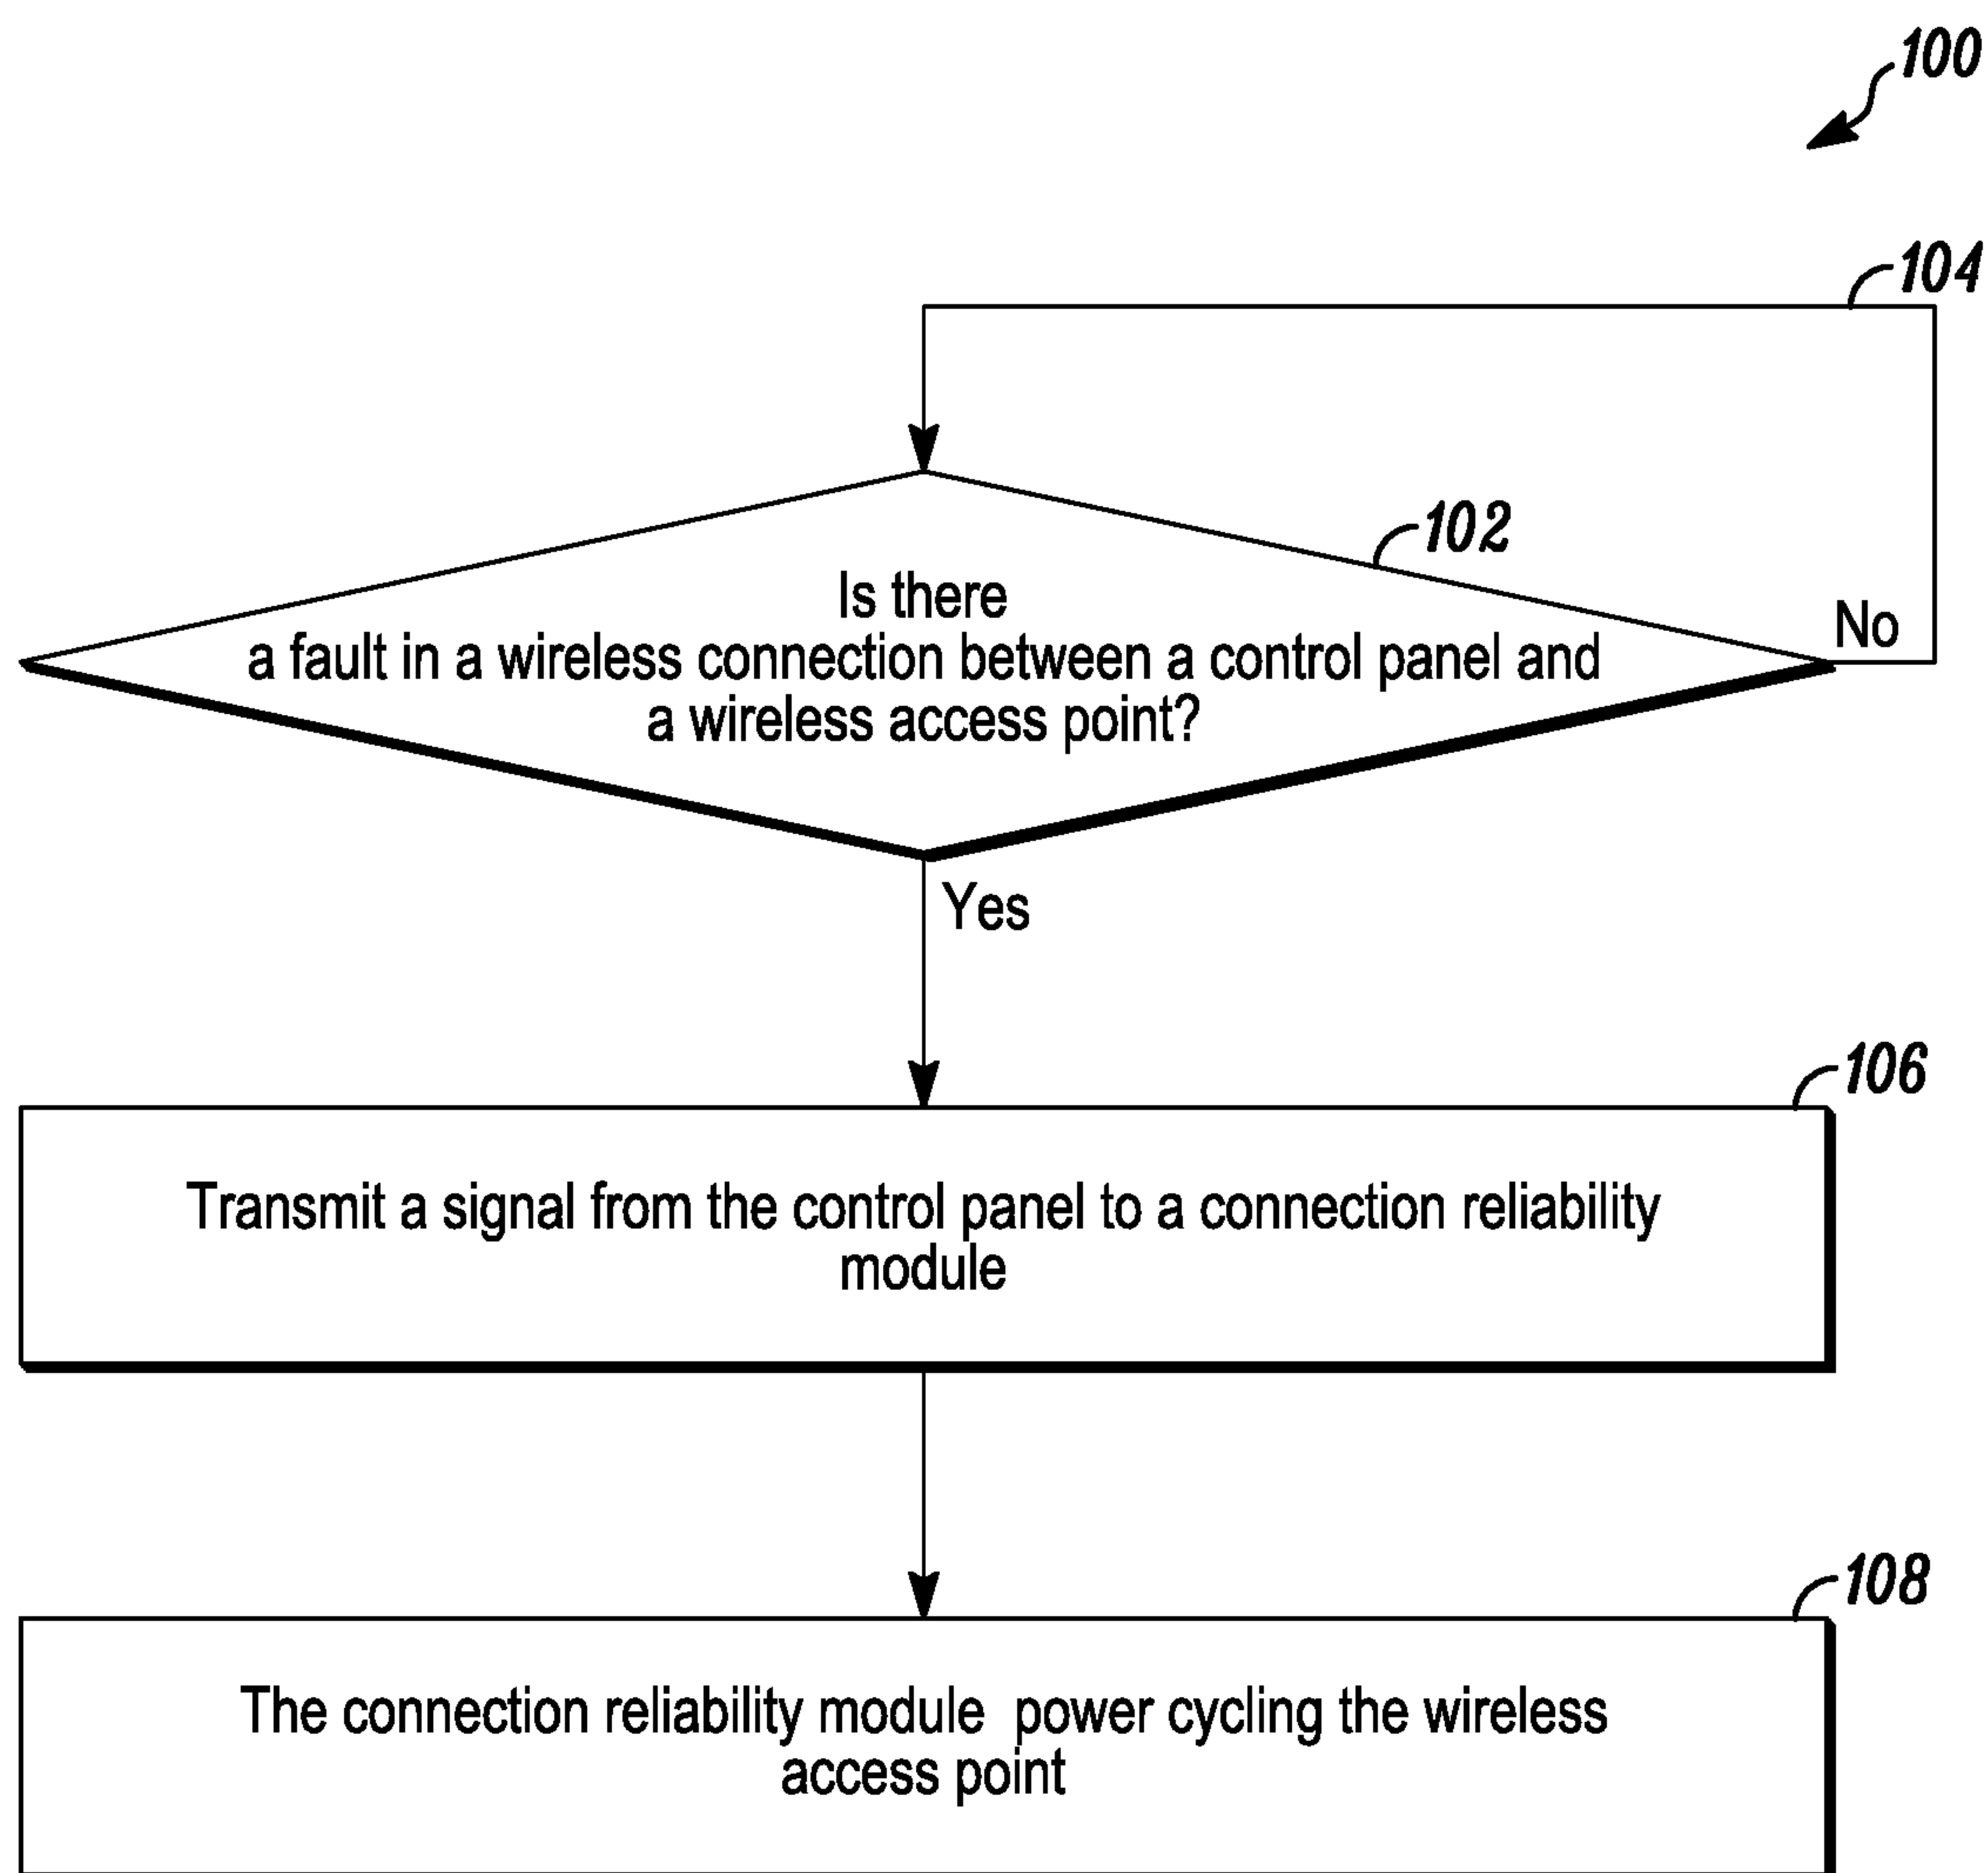 100
104
102
Is there
a fault in a wireless connection between a control panel and
a wireless access point?
No
Yes
106
Transmit a signal from the control panel to a connection reliability
module
108
The connection reliability module power cycling the wireless
access point